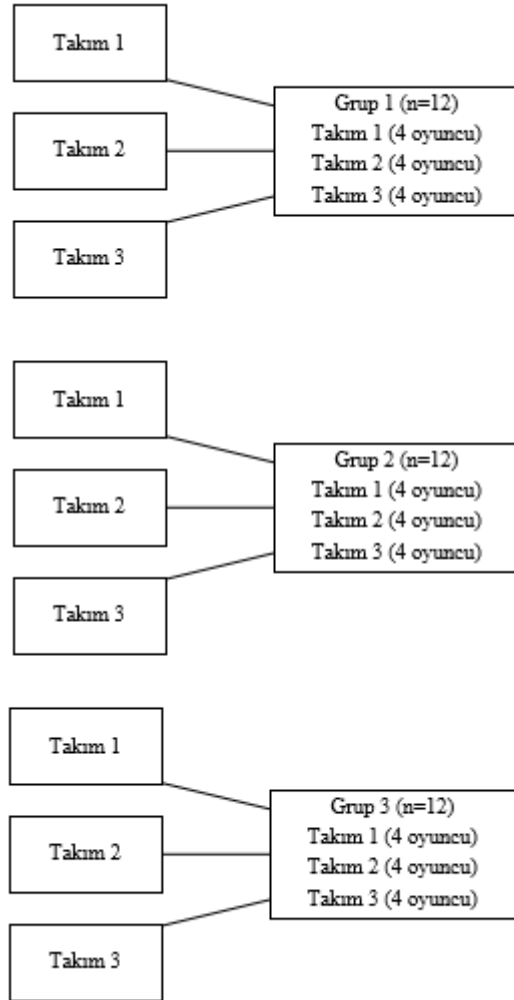 Takım 1
Takım 2
Takım 3
Grup 1 (n=12)
Takım 1 (4 oyuncu)
Takım 2 (4 oyuncu)
Takım 3 (4 oyuncu)
Takım 1
Takım 2
Takım 3
Grup 2 (n=12)
Takım 1 (4 oyuncu)
Takım 2 (4 oyuncu)
Takım 3 (4 oyuncu)
Takım 1
Takım 2
Takım 3
Grup 3 (n=12)
Takım 1 (4 oyuncu)
Takım 2 (4 oyuncu)
Takım 3 (4 oyuncu)